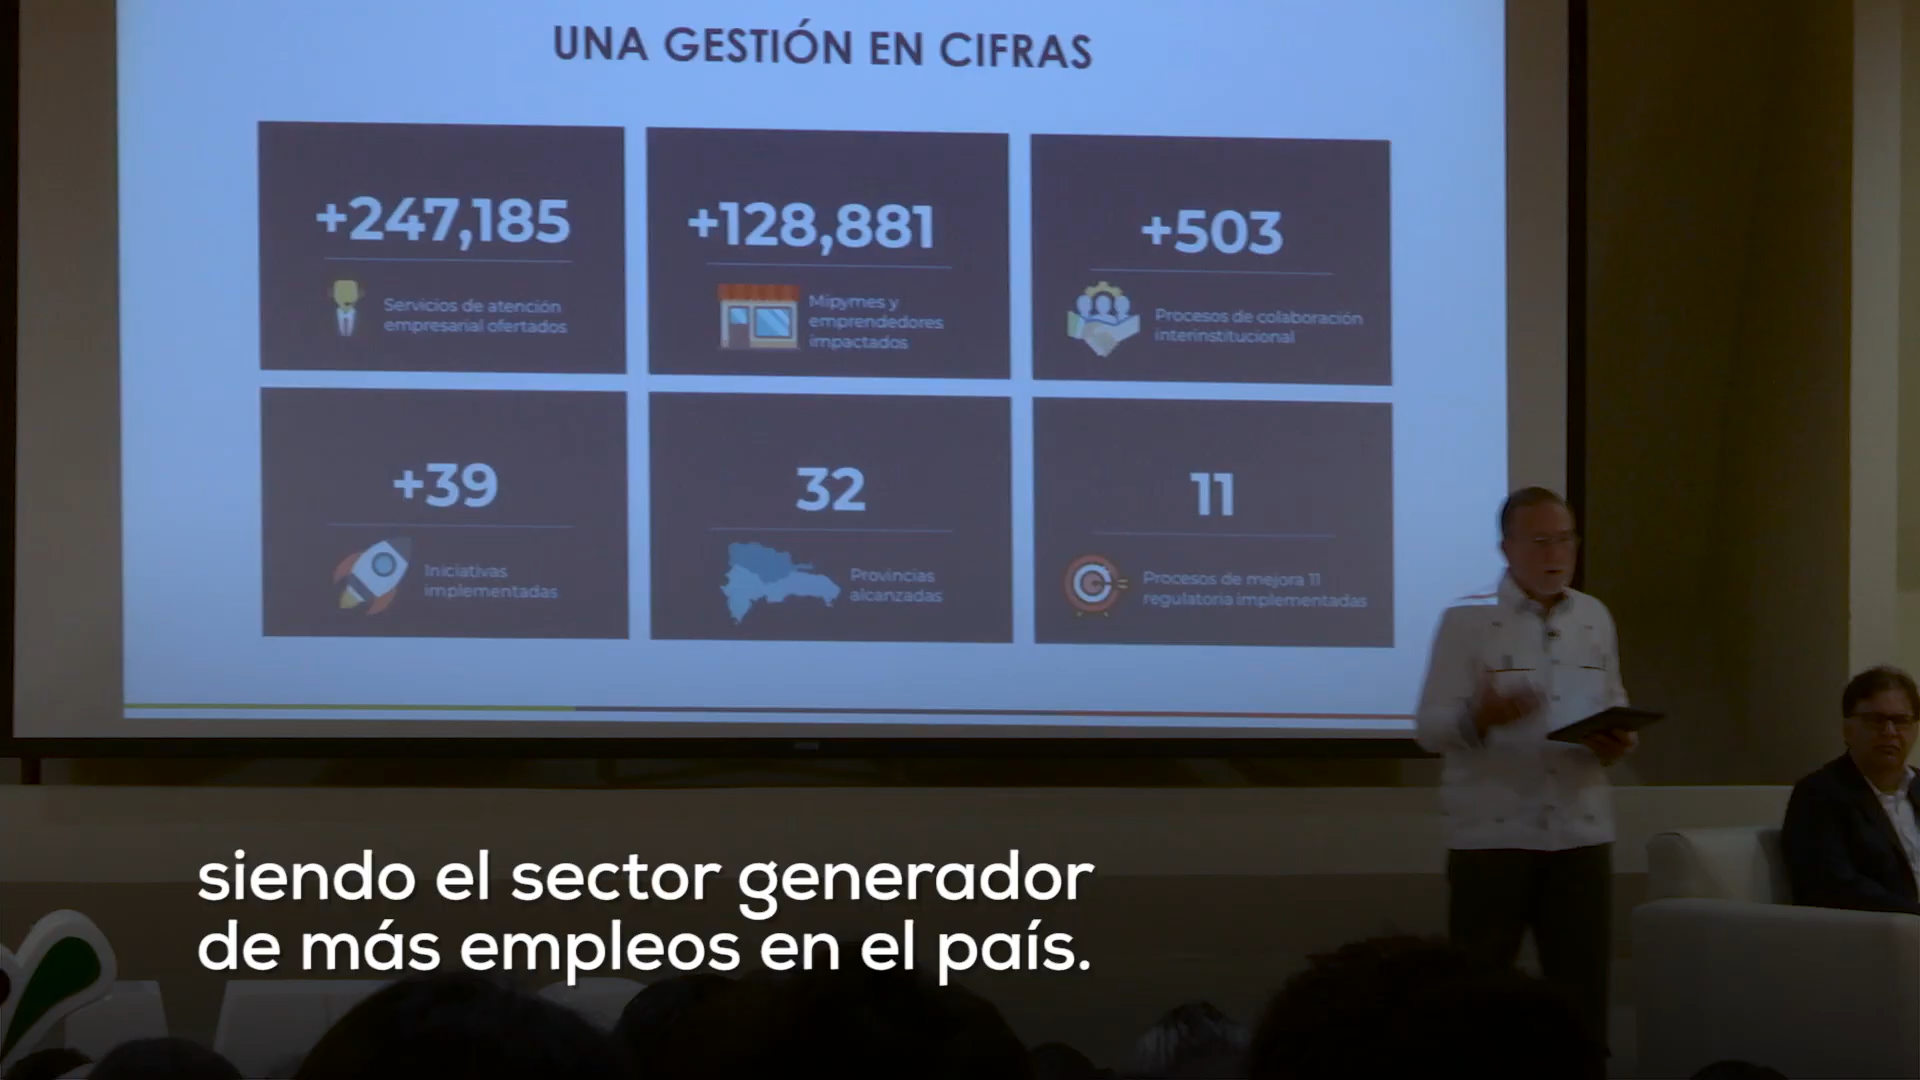 UNA GESTIÓN EN CIFRAS
+247,185
Servicios de atención
empresarial ofertados
+128,881
Mipymes y
emprendedores
impactados
+503
Procesos de colaboración
interinstitucional
+39
Iniciativas
implementadas
32
Provincias
alcanzadas
11
Procesos de mejora 11
regulatoria implementadas
siendo el sector generador
de más empleos en el país.